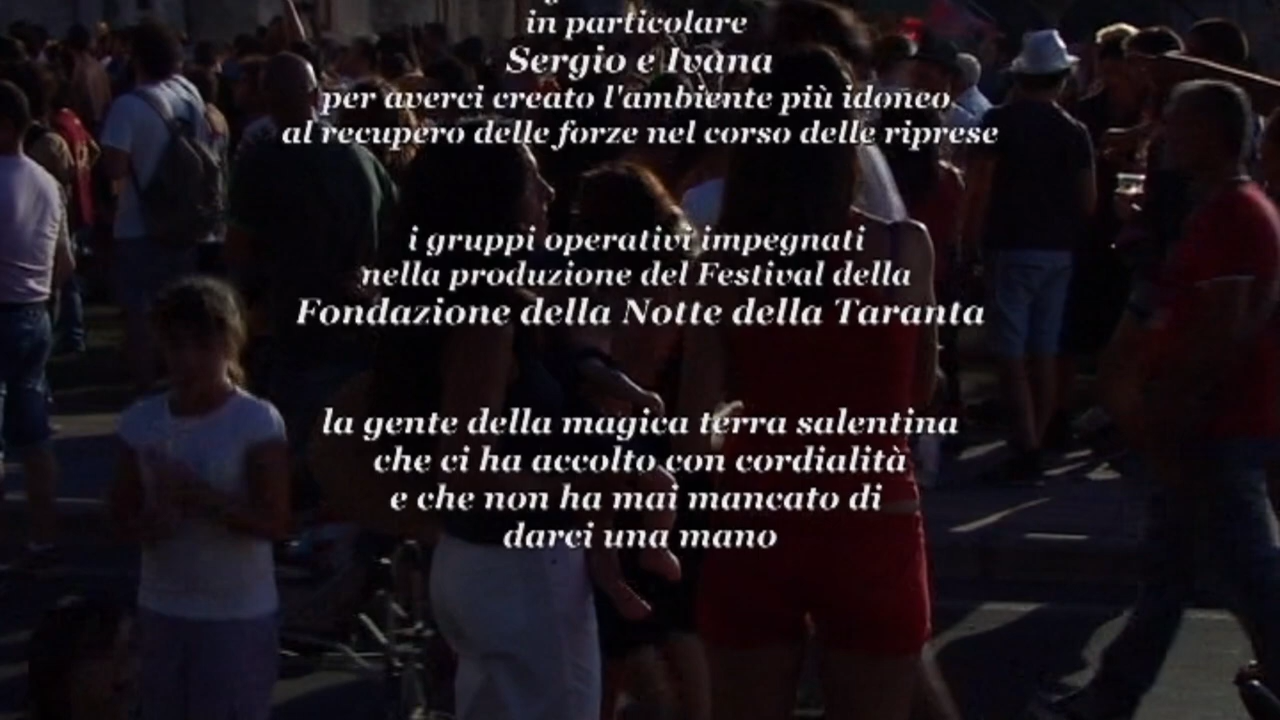 in particolare
Sergio e Ivana
per averci creato l'ambiente più idoneo
al recupero delle forze nel corso delle riprese
i gruppi operativi impegnati
nella produzione del Festival della
Fondazione della Notte della Taranta
la gente della magica terra salentina
che ci ha accolto con cordialità
e che non ha mai mancato di
darci una mano